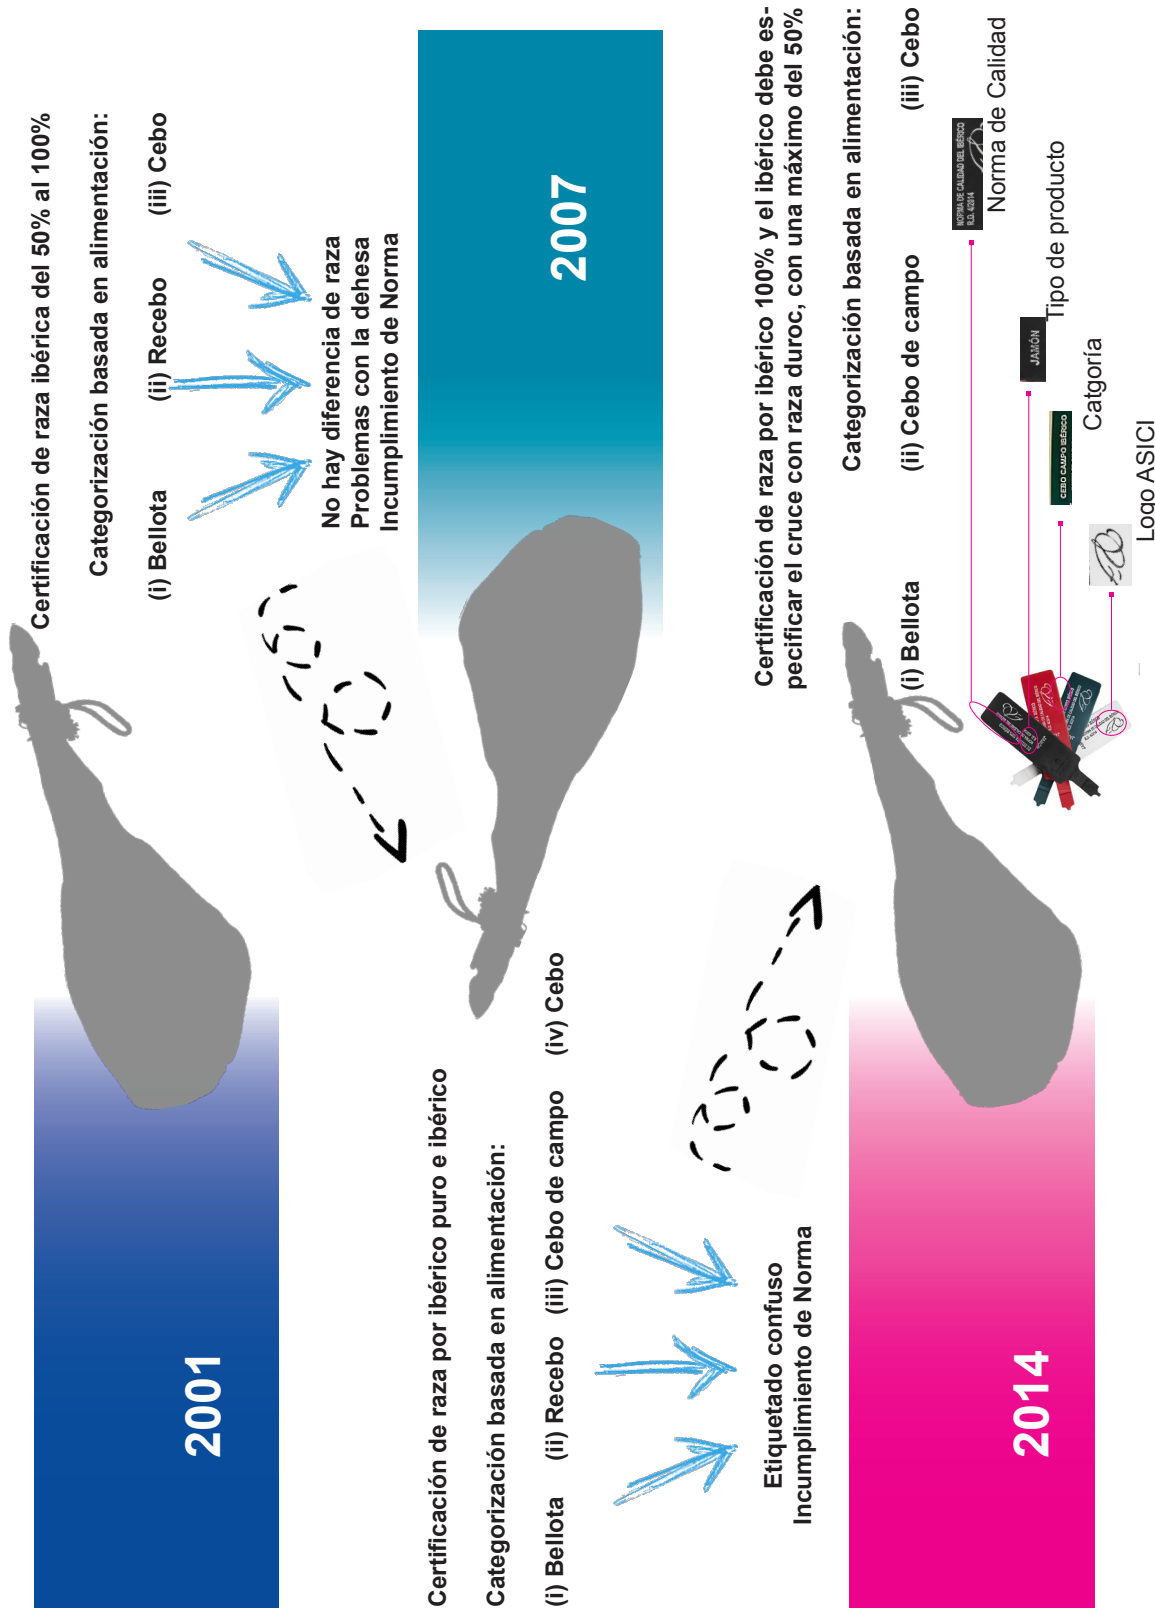 2001
Certificación de raza ibérica del 50% al 100%
Categorización basada en alimentación:
(i) Bellota (ii) Recebo (iii) Cebo
No hay diferencia de raza
Problemas con la dehesa
Incumplimiento de Norma
2007
Certificación de raza por ibérico puro e ibérico
Categorización basada en alimentación:
(i) Bellota (ii) Recebo (iii) Cebo de campo (iv) Cebo
Etiquetado confuso
Incumplimiento de Norma
2014
Certificación de raza por ibérico 100% y el ibérico debe es-
pecificar el cruce con raza duroc, con una máximo del 50%
Categorización basada en alimentación:
(i) Bellota (ii) Cebo de campo (iii) Cebo
NORMA DE CALIDAD DEL IBÉRICO
R.D. 4/2014
Norma de Calidad
JAMÓN
Tipo de producto
CEBO CAMPO IBÉRICO
Catgoría
Logo ASICI